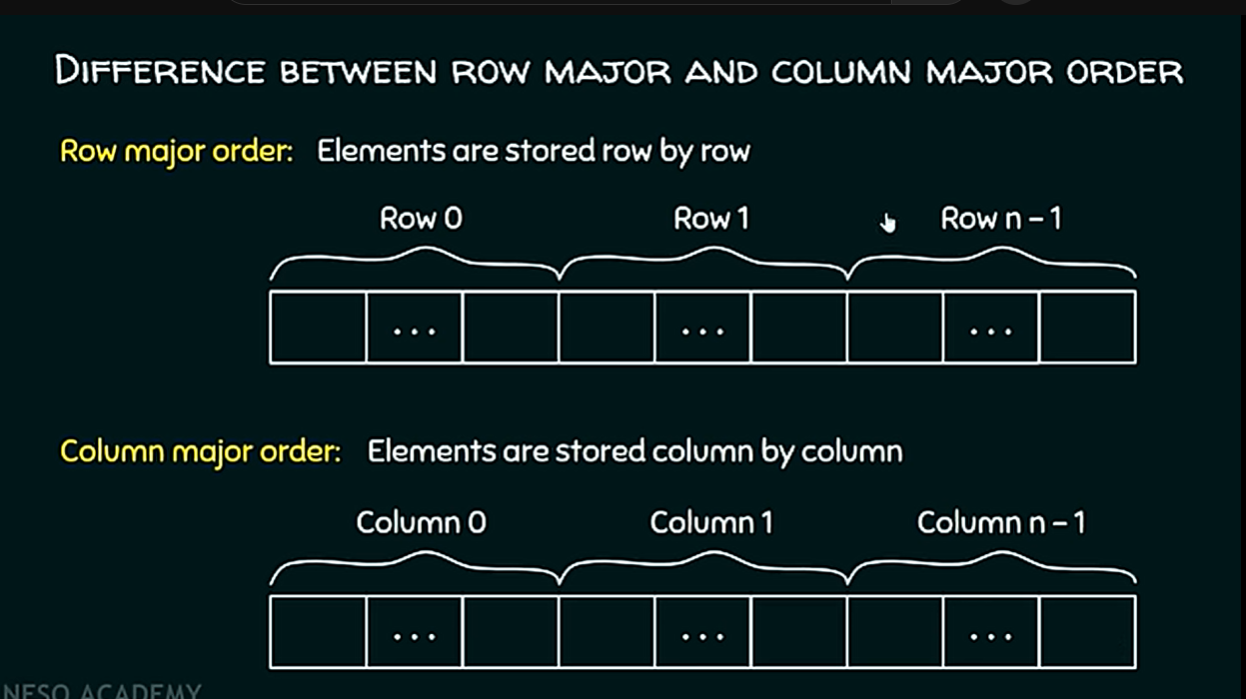 DIFFERENCE BETWEEN ROW MAJOR AND COLUMN MAJOR ORDER
Row major order: Elements are stored row by row
Row 0 Row 1 Row n – 1
... ... ...
Column major order: Elements are stored column by column
Column 0 Column 1 Column n – 1
... ... ...
NESO ACADEMY